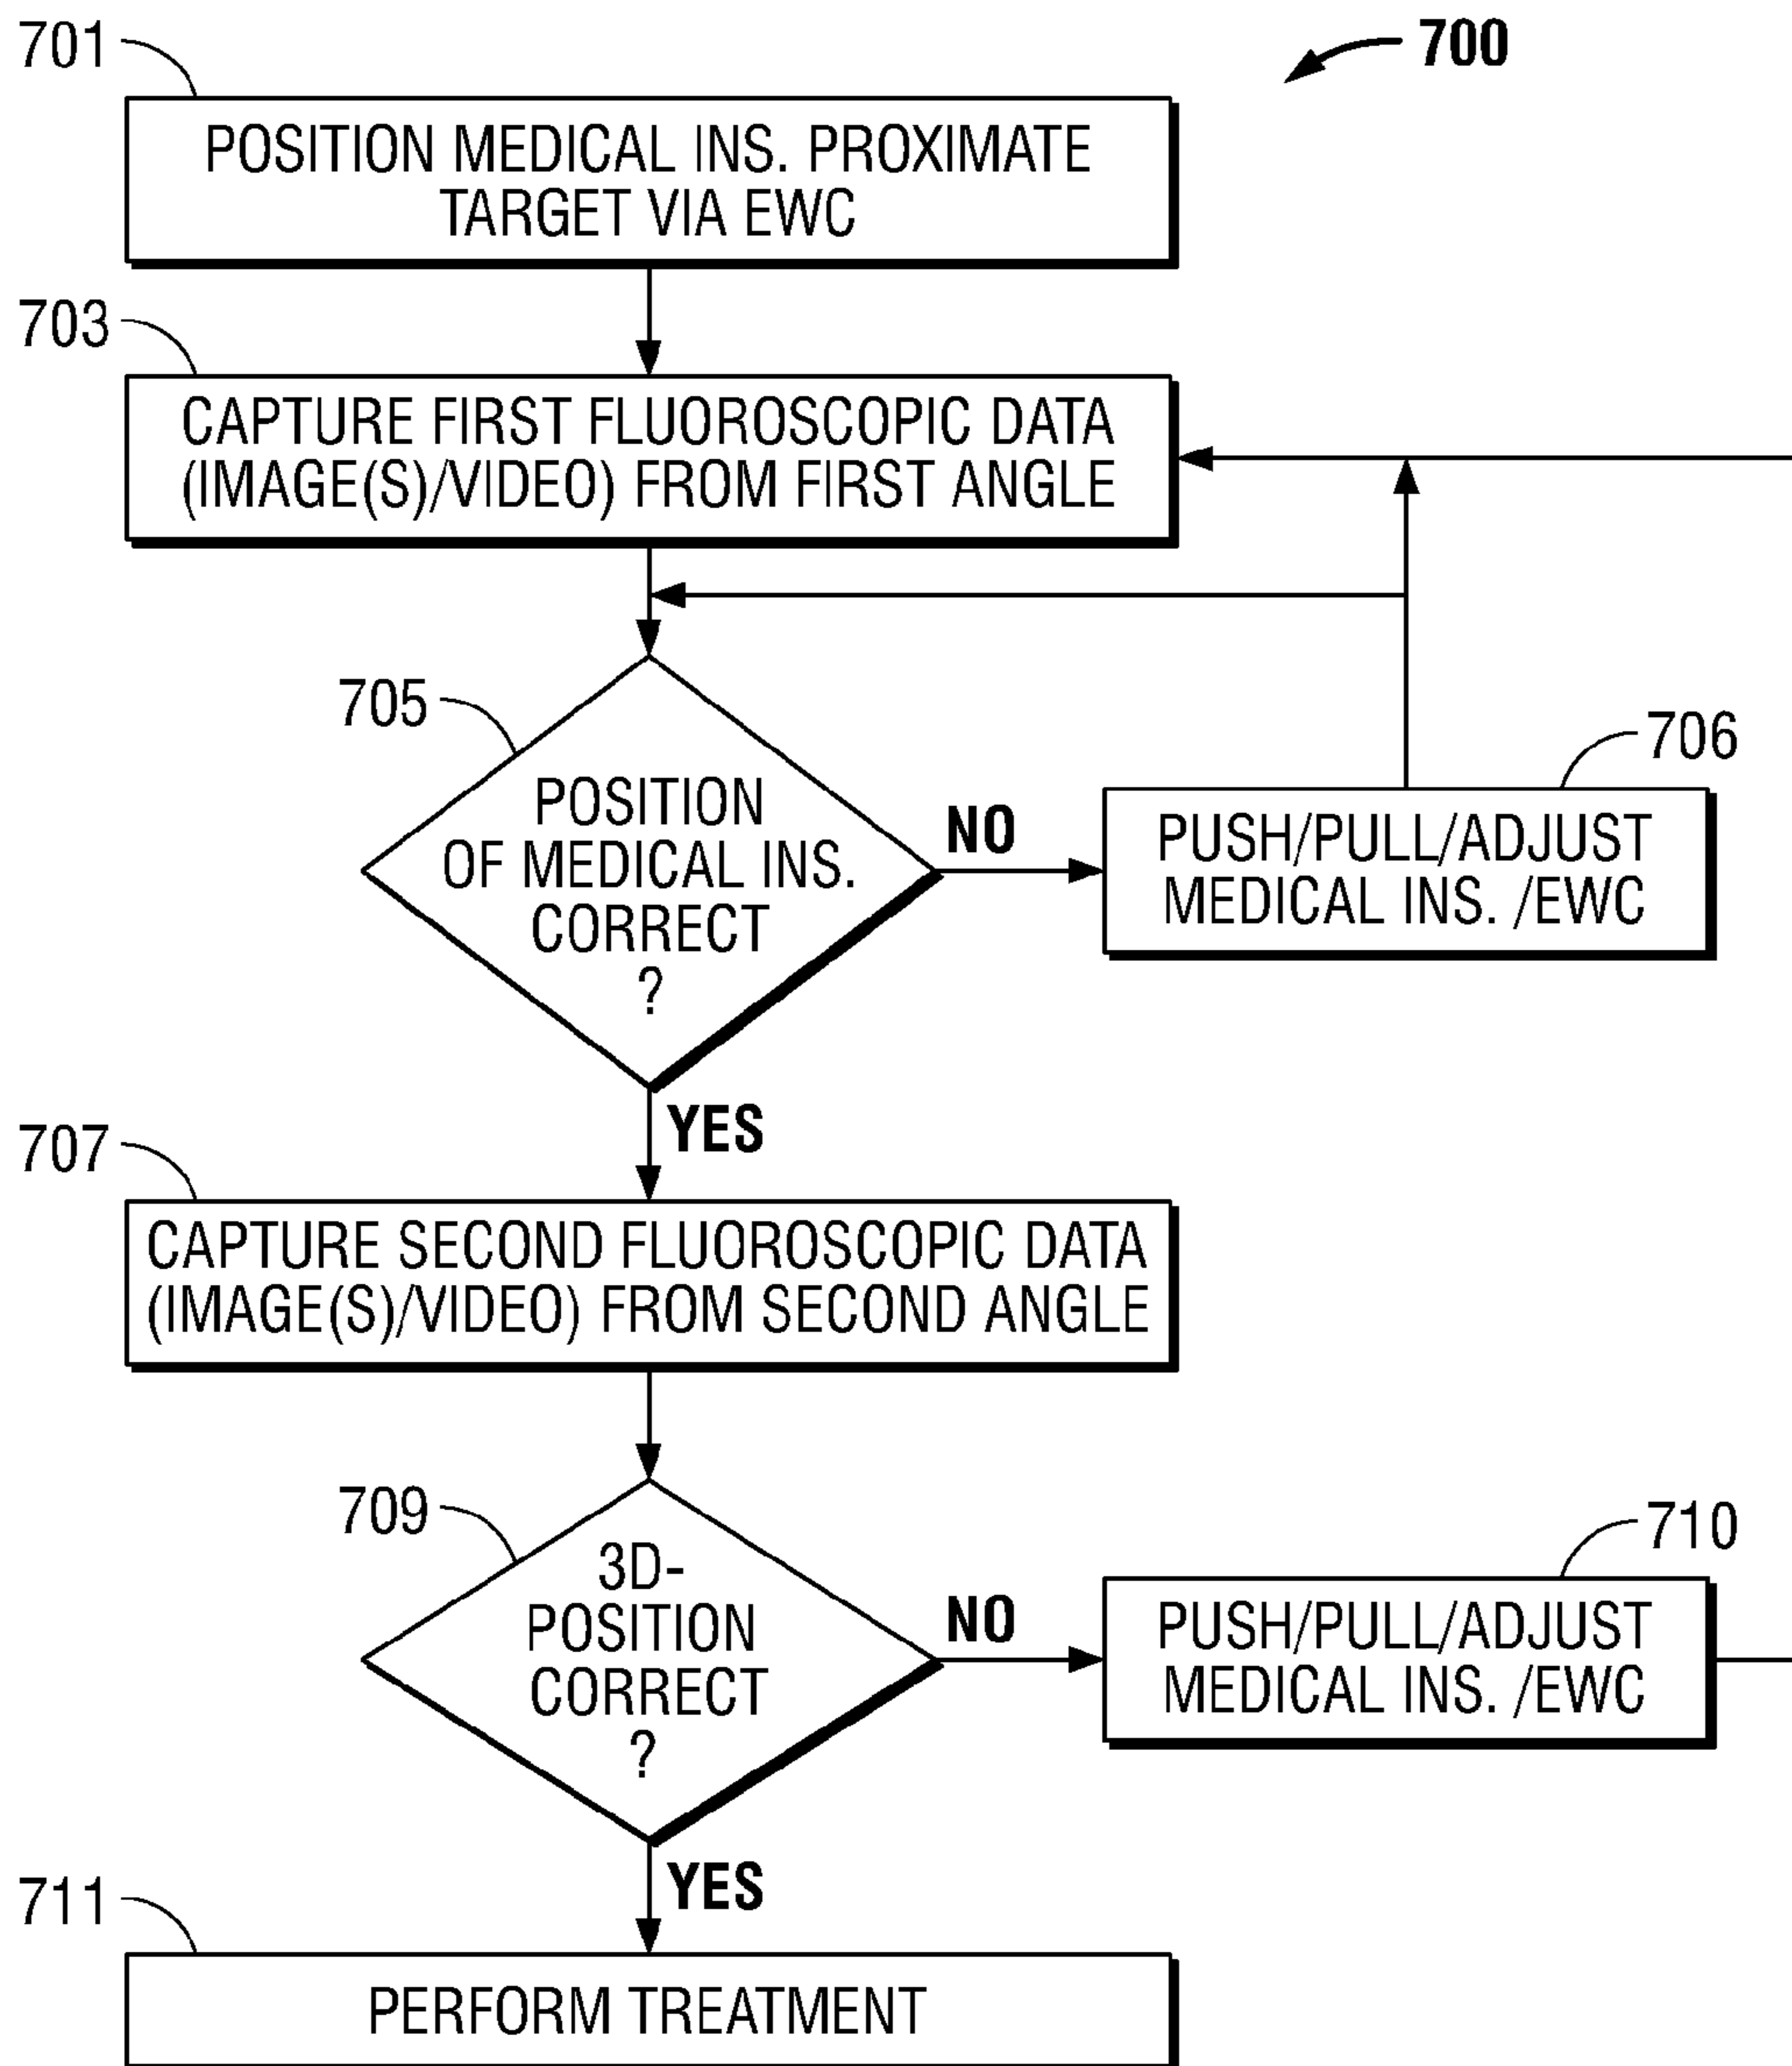 701
700
POSITION MEDICAL INS. PROXIMATE
TARGET VIA EWC
703
CAPTURE FIRST FLUOROSCOPIC DATA
(IMAGE(S)/VIDEO) FROM FIRST ANGLE
705
706
POSITION
OF MEDICAL INS.
CORRECT
?
NO
PUSH/PULL/ADJUST
MEDICAL INS. /EWC
YES
707
CAPTURE SECOND FLUOROSCOPIC DATA
(IMAGE(S)/VIDEO) FROM SECOND ANGLE
709
710
3D-
POSITION
CORRECT
?
NO
PUSH/PULL/ADJUST
MEDICAL INS. /EWC
YES
711
PERFORM TREATMENT